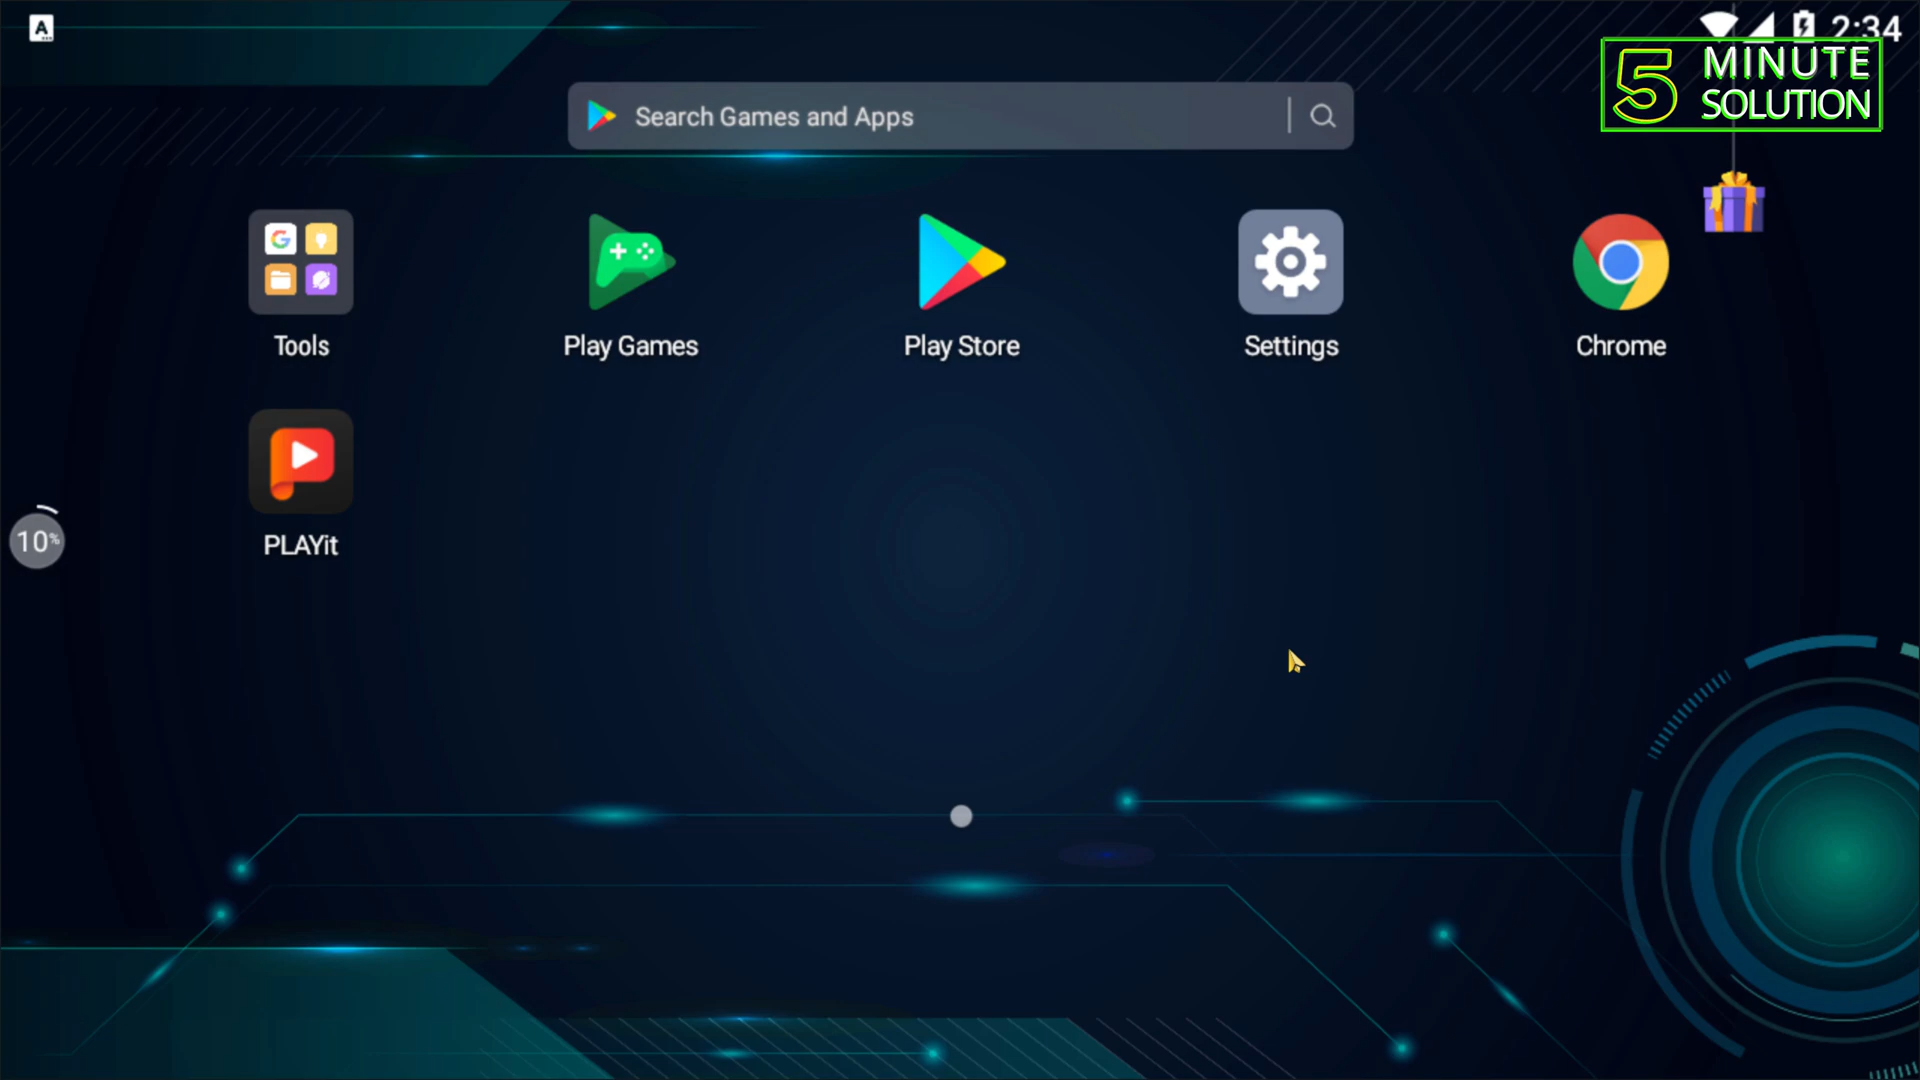 A
2:34
5 MINUTE
SOLUTION
Search Games and Apps
Tools
Play Games
Play Store
Settings
Chrome
PLAYit
10%